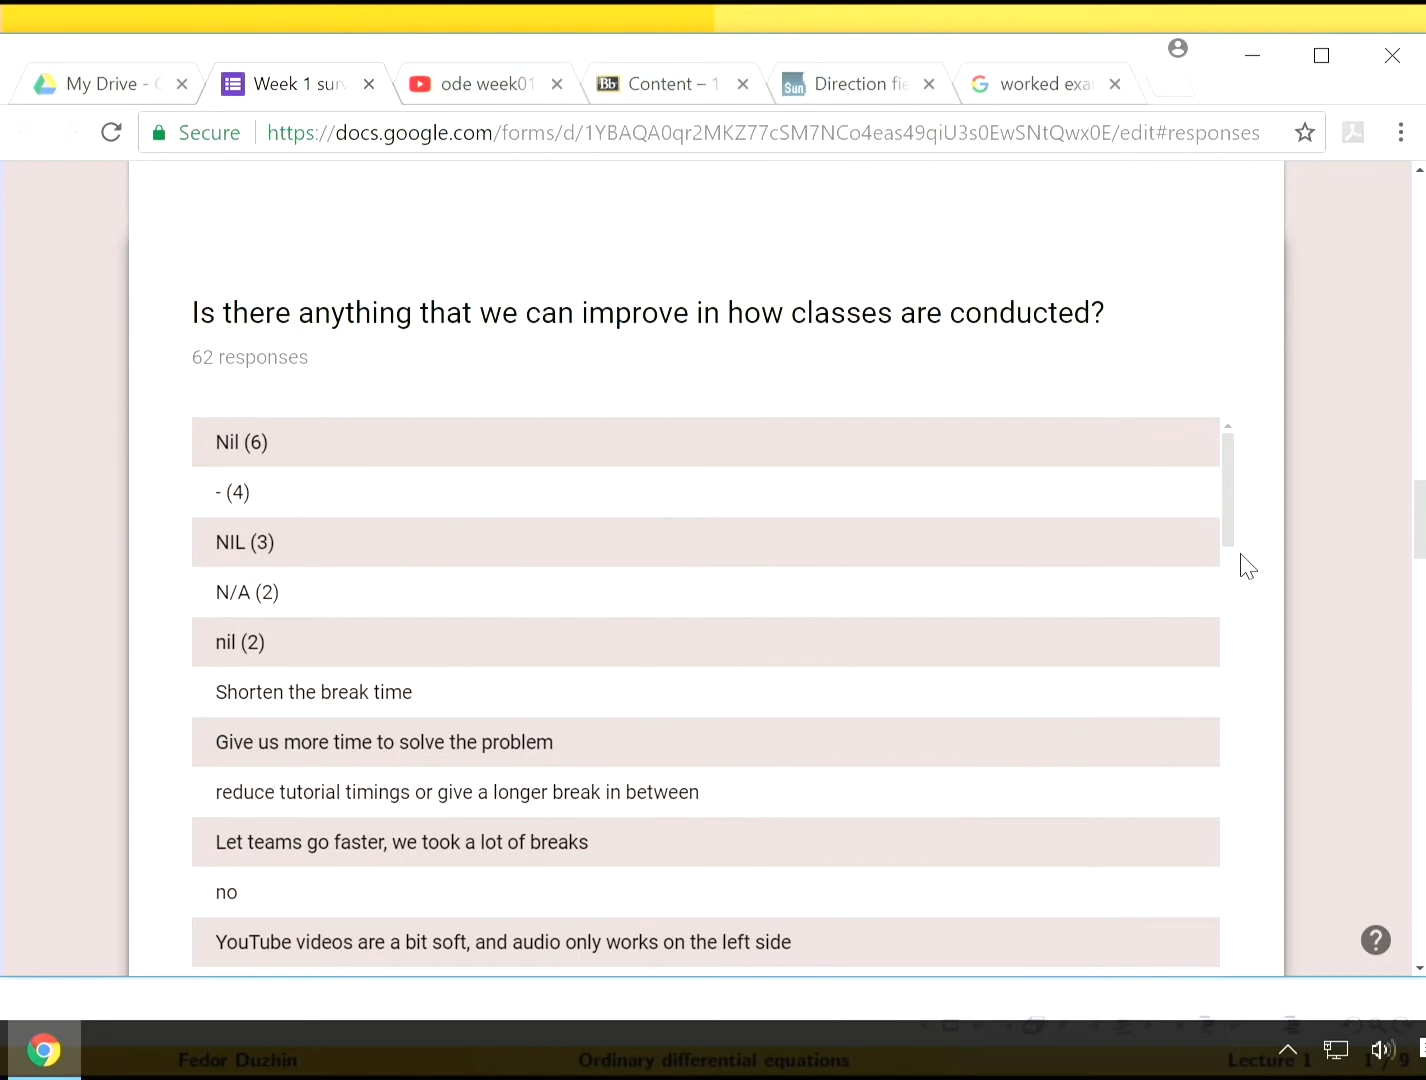 My Drive -
Week 1 sur
ode week01
Content – 1
Direction fie
worked exa
Secure
https://docs.google.com/forms/d/1YBAQA0qr2MKZ77cSM7NCo4eas49qiU3s0EwSNtQwx0E/edit#responses
Is there anything that we can improve in how classes are conducted?
62 responses
Nil (6)
- (4)
NIL (3)
N/A (2)
nil (2)
Shorten the break time
Give us more time to solve the problem
reduce tutorial timings or give a longer break in between
Let teams go faster, we took a lot of breaks
no
YouTube videos are a bit soft, and audio only works on the left side
Fedor Duzhin
Ordinary differential equations
Lecture 1